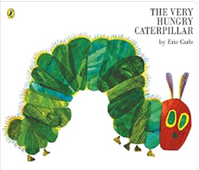 THE VERY
HUNGRY
CATERPILLAR
by Eric Carle